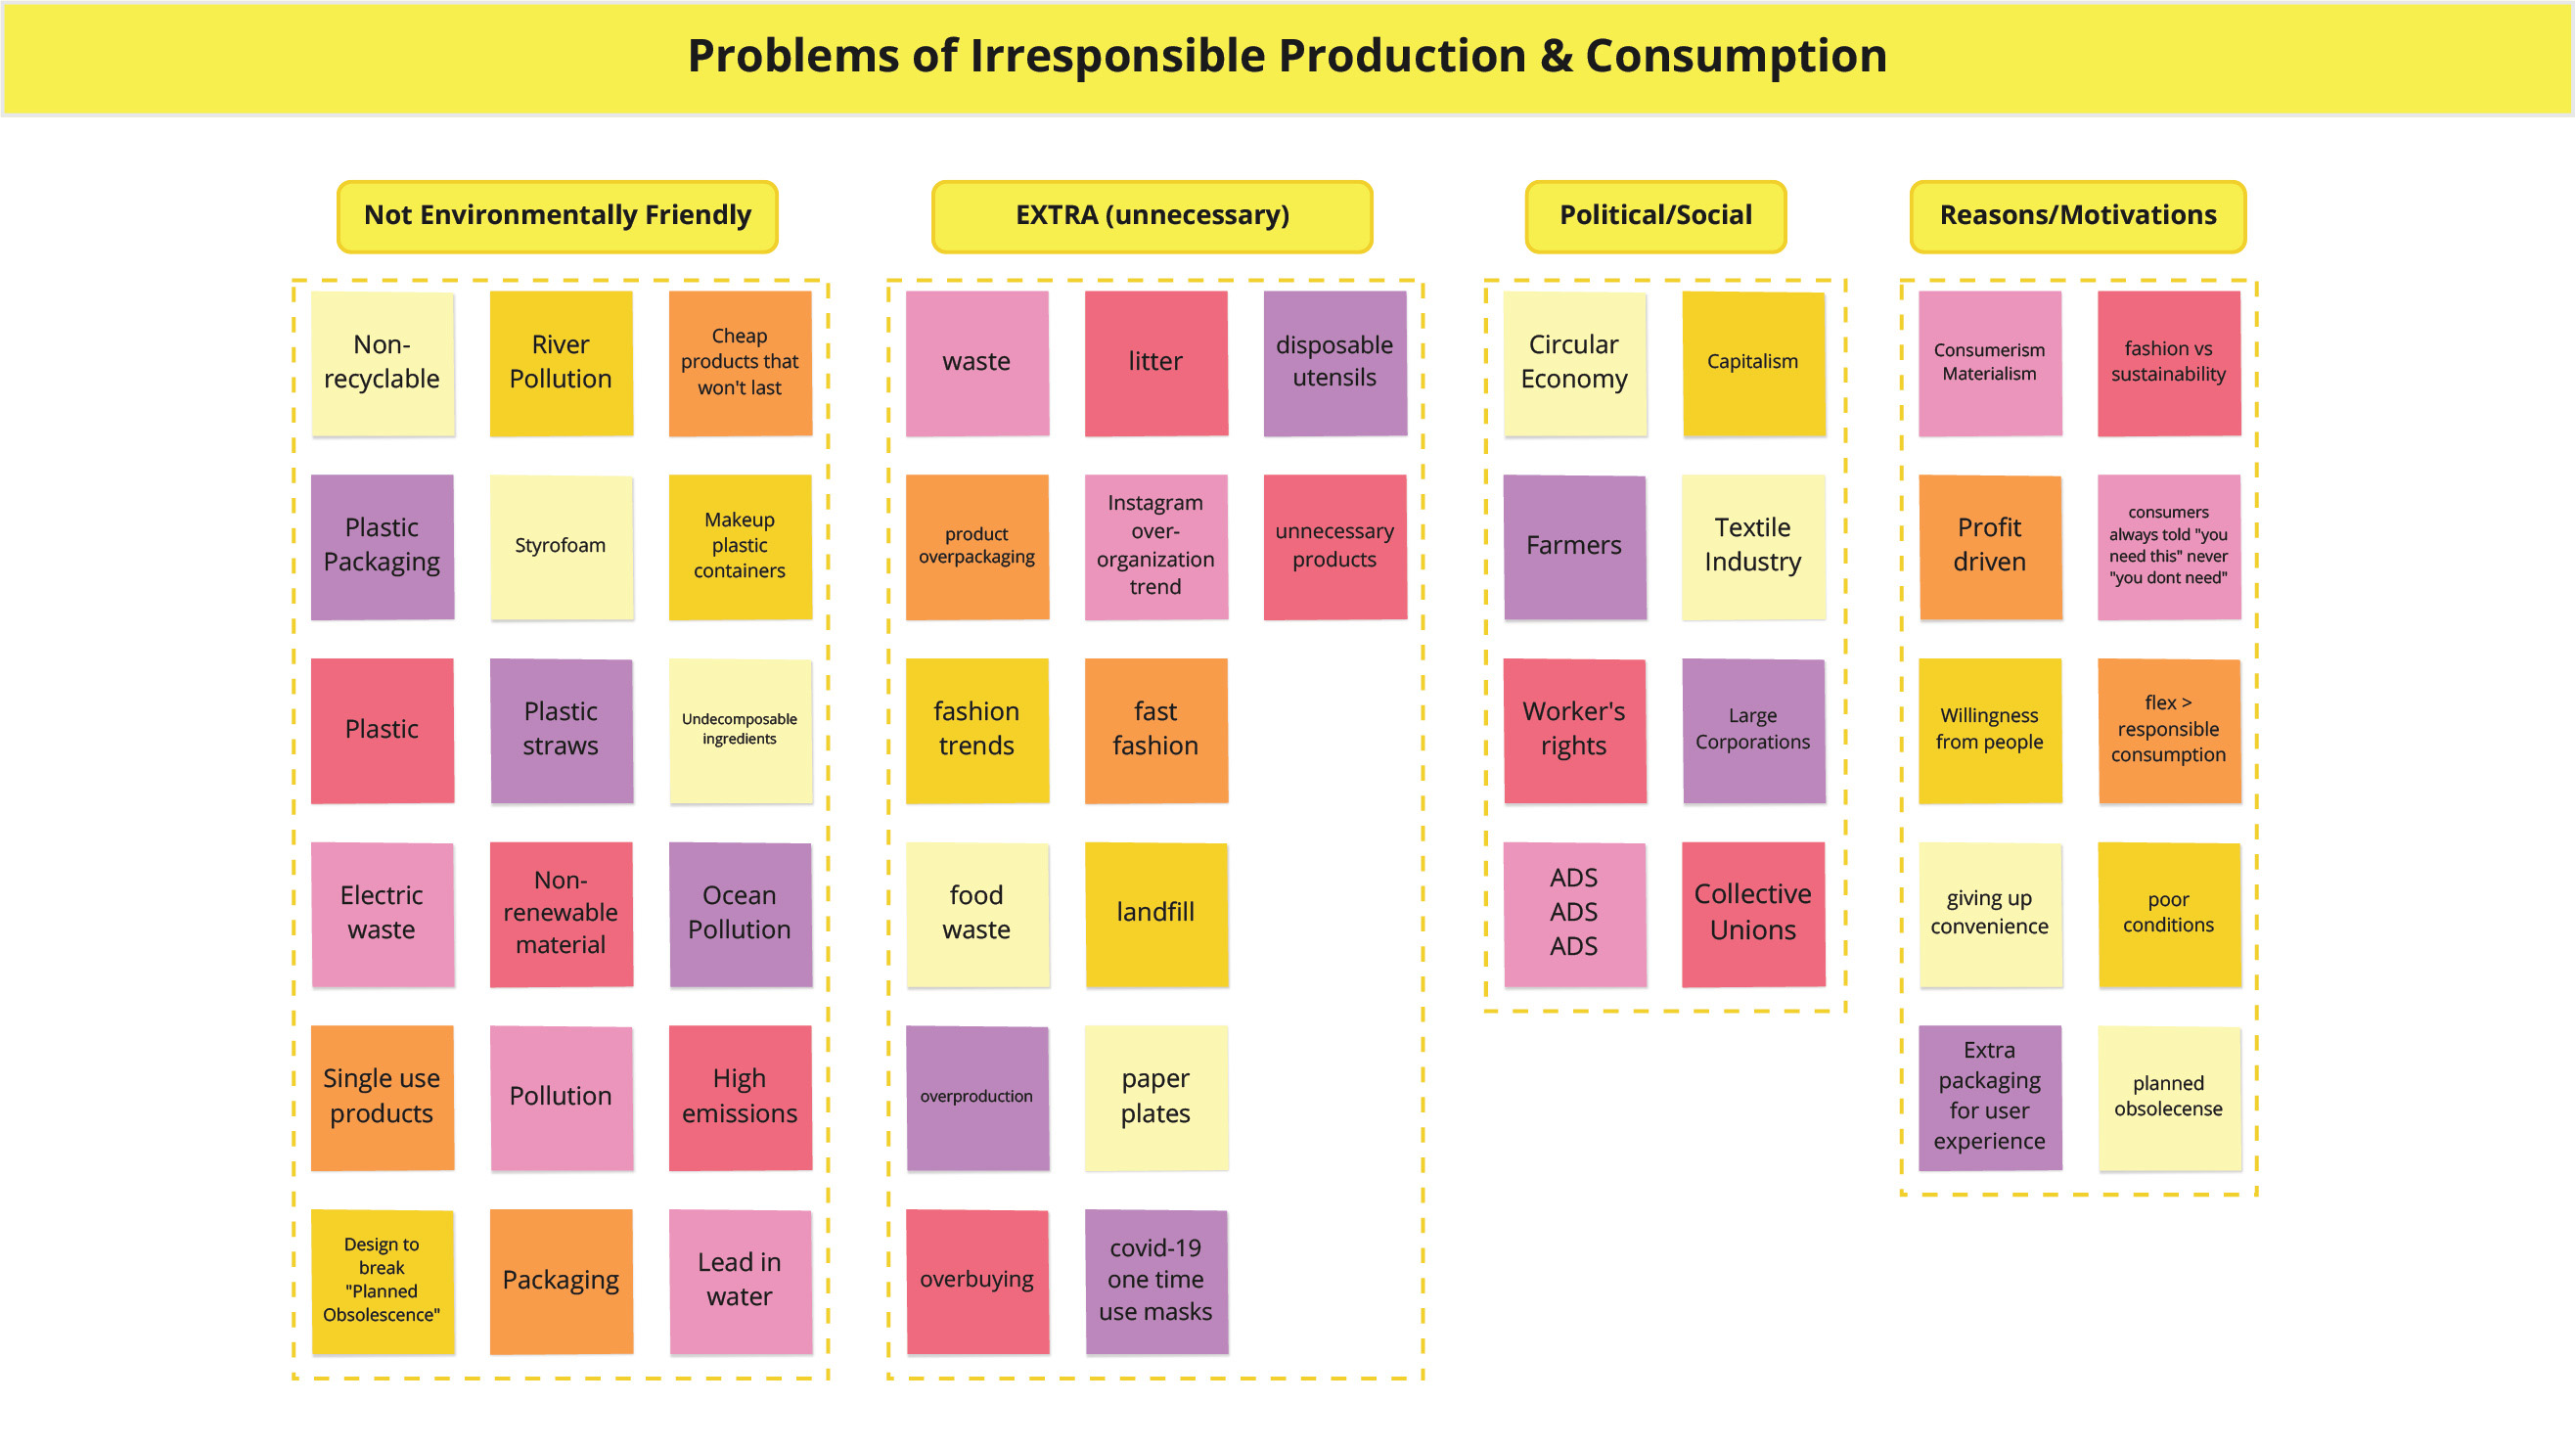 Problems of Irresponsible Production & Consumption
Not Environmentally Friendly
Non-
recyclable
River
Pollution
Cheap
products that
won't last
Plastic
Packaging
Styrofoam
Makeup
plastic
containers
Plastic
Plastic
straws
Undecomposable
ingredients
Electric
waste
Non-
renewable
material
Ocean
Pollution
Single use
products
Pollution
High
emissions
Design to
break
"Planned
Obsolescence"
Packaging
Lead in
water
EXTRA (unnecessary)
waste
litter
disposable
utensils
product
overpackaging
Instagram
over-
organization
trend
unnecessary
products
fashion
trends
fast
fashion
food
waste
landfill
overproduction
paper
plates
overbuying
covid-19
one time
use masks
Political/Social
Circular
Economy
Capitalism
Farmers
Textile
Industry
Worker's
rights
Large
Corporations
ADS
ADS
ADS
Collective
Unions
Reasons/Motivations
Consumerism
Materialism
fashion vs
sustainability
Profit
driven
consumers
always told "you
need this" never
"you dont need"
Willingness
from people
flex >
responsible
consumption
giving up
convenience
poor
conditions
Extra
packaging
for user
experience
planned
obsolecense